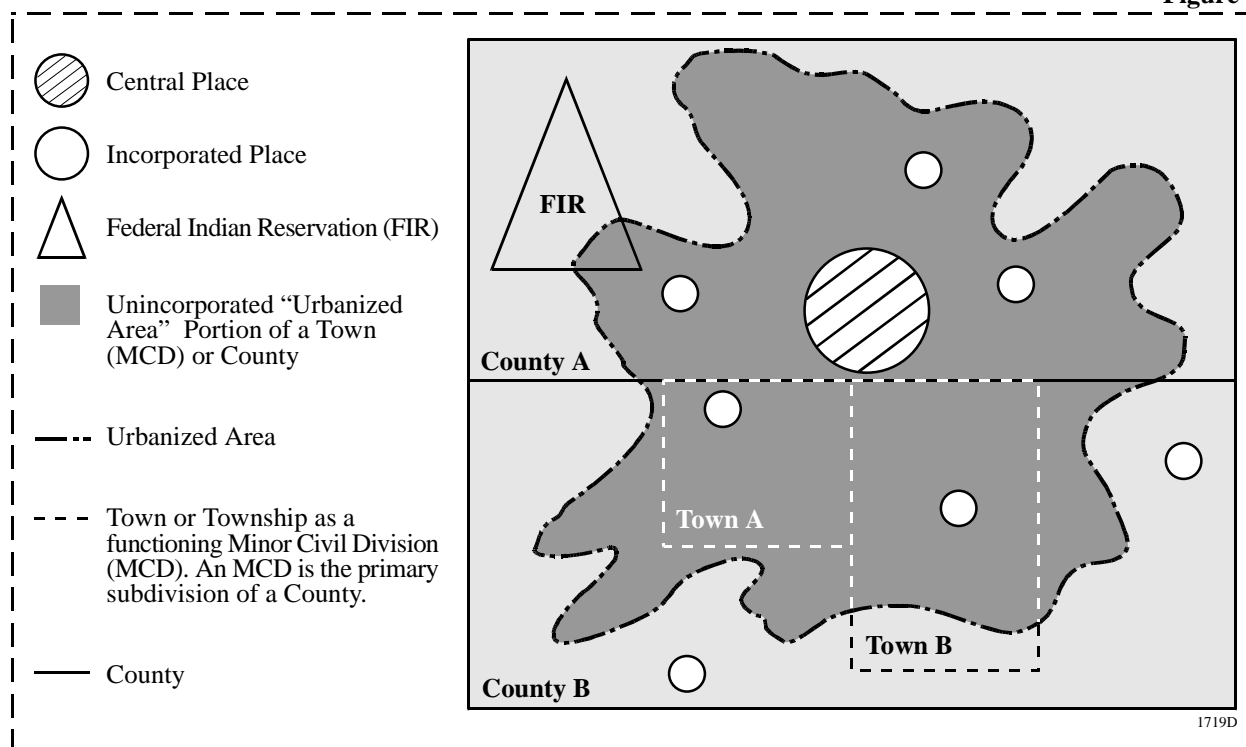 Figure
Central Place
Incorporated Place
Federal Indian Reservation (FIR)
Unincorporated “Urbanized
Area” Portion of a Town
(MCD) or County
Urbanized Area
Town or Township as a
functioning Minor Civil Division
(MCD). An MCD is the primary
subdivision of a County.
County
FIR
County A
Town A
Town B
County B
1719D